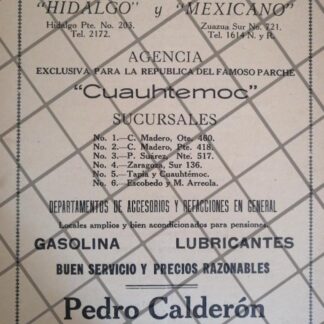 "HIDALGO" y "MEXICANO"
Hidalgo Pte. No. 203. Zuazua Sur No. 721.
Tel. 2172. Tel. 1614 N. y R.
AGENCIA
EXCLUSIVA PARA LA REPUBLICA DEL FAMOSO PARCHE
"Cuauhtemoc"
SUCURSALES
No. 1.—C. Madero, Ote. 460.
No. 2.—C. Madero, Pte. 418.
No. 3.—P. Suárez, Nte. 517.
No. 4.—Zaragoza, Sur 136.
No. 5.—Tapia y Cuauhtémoc.
No. 6.—Escobedo y M. Arreola.
DEPARTAMENTOS DE ACCESORIOS Y REFACCIONES EN GENERAL
Locales amplios y bien acondicionados para pensiones.
GASOLINA LUBRICANTES
BUEN SERVICIO Y PRECIOS RAZONABLES
Pedro Calderón